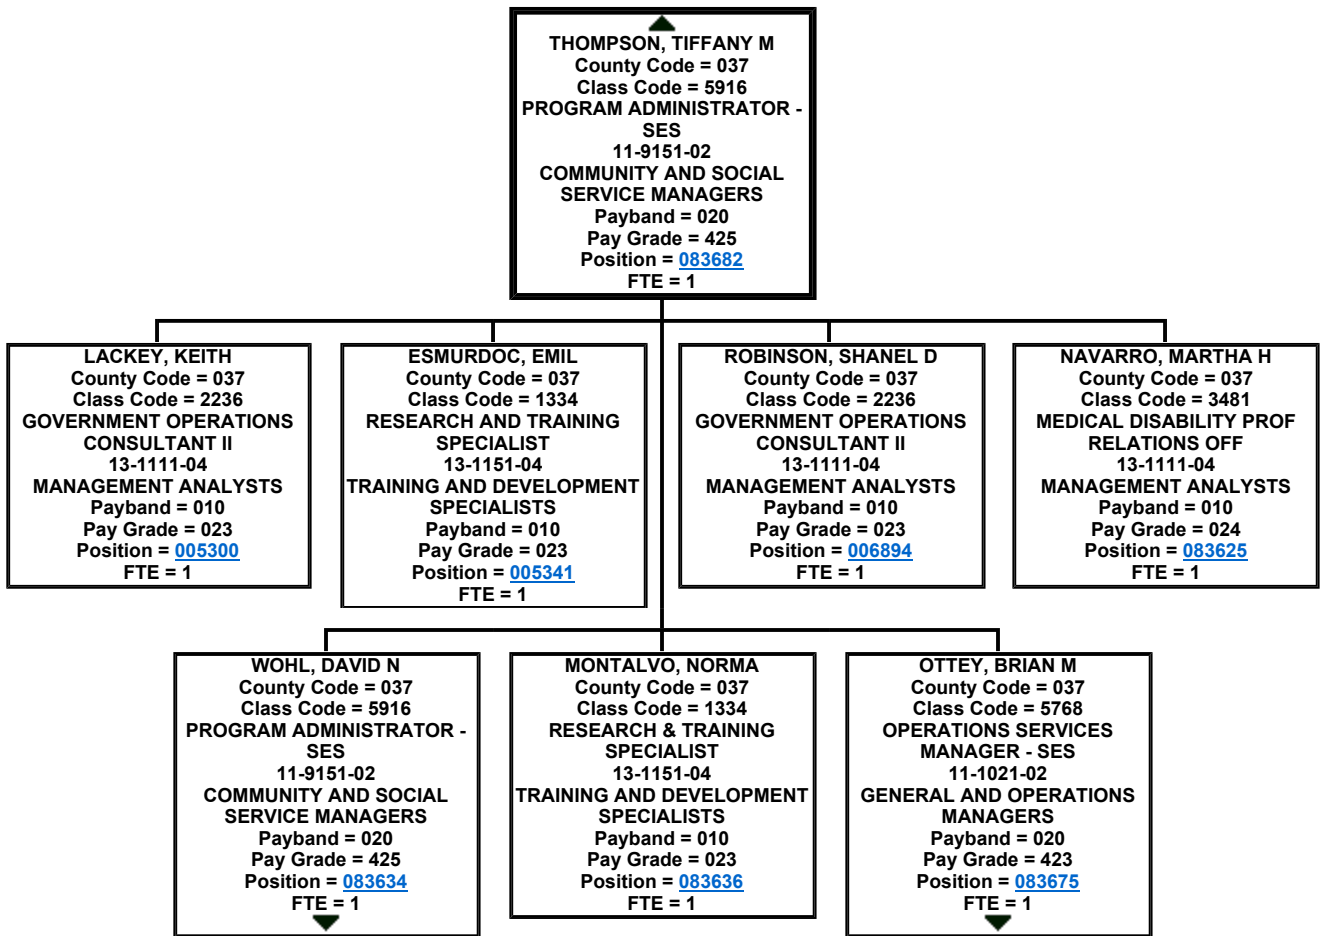 THOMPSON, TIFFANY M
County Code = 037
Class Code = 5916
PROGRAM ADMINISTRATOR -
SES
11-9151-02
COMMUNITY AND SOCIAL
SERVICE MANAGERS
Payband = 020
Pay Grade = 425
Position = 083682
FTE = 1
LACKEY, KEITH
County Code = 037
Class Code = 2236
GOVERNMENT OPERATIONS
CONSULTANT II
13-1111-04
MANAGEMENT ANALYSTS
Payband = 010
Pay Grade = 023
Position = 005300
FTE = 1
ESMURDOC, EMIL
County Code = 037
Class Code = 1334
RESEARCH AND TRAINING
SPECIALIST
13-1151-04
TRAINING AND DEVELOPMENT
SPECIALISTS
Payband = 010
Pay Grade = 023
Position = 005341
FTE = 1
ROBINSON, SHANEL D
County Code = 037
Class Code = 2236
GOVERNMENT OPERATIONS
CONSULTANT II
13-1111-04
MANAGEMENT ANALYSTS
Payband = 010
Pay Grade = 023
Position = 006894
FTE = 1
NAVARRO, MARTHA H
County Code = 037
Class Code = 3481
MEDICAL DISABILITY PROF
RELATIONS OFF
13-1111-04
MANAGEMENT ANALYSTS
Payband = 010
Pay Grade = 024
Position = 083625
FTE = 1
WOHL, DAVID N
County Code = 037
Class Code = 5916
PROGRAM ADMINISTRATOR -
SES
11-9151-02
COMMUNITY AND SOCIAL
SERVICE MANAGERS
Payband = 020
Pay Grade = 425
Position = 083634
FTE = 1
MONTALVO, NORMA
County Code = 037
Class Code = 1334
RESEARCH & TRAINING
SPECIALIST
13-1151-04
TRAINING AND DEVELOPMENT
SPECIALISTS
Payband = 010
Pay Grade = 023
Position = 083636
FTE = 1
OTTEY, BRIAN M
County Code = 037
Class Code = 5768
OPERATIONS SERVICES
MANAGER - SES
11-1021-02
GENERAL AND OPERATIONS
MANAGERS
Payband = 020
Pay Grade = 423
Position = 083675
FTE = 1